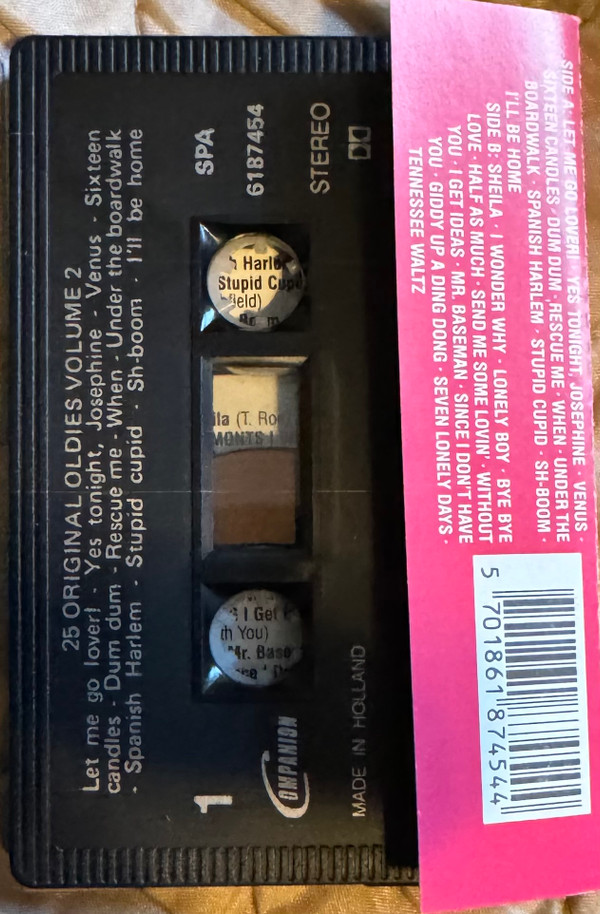 25 ORIGINAL OLDIES VOLUME 2
Let me go lover! - Yes tonight, Josephine - Venus - Sixteen
candles - Dum dum - Rescue me - When - Under the boardwalk
- Spanish Harlem - Stupid cupid - Sh-boom - I'll be home
SPA
6187454
STEREO
Harle
Stupid Cupi
field)
ila (T. Ro
MONTS
I Get
th You)
Mr. Base
1
COMPANION
MADE IN HOLLAND
SIDE A: LET ME GO LOVER! · YES TONIGHT, JOSEPHINE · VENUS ·
SIXTEEN CANDLES · DUM DUM · RESCUE ME · WHEN · UNDER THE
BOARDWALK · SPANISH HARLEM · STUPID CUPID · SH-BOOM ·
I'LL BE HOME
SIDE B: SHEILA · I WONDER WHY · LONELY BOY · BYE BYE
LOVE · HALF AS MUCH · SEND ME SOME LOVIN' · WITHOUT
YOU · I GET IDEAS · MR. BASEMAN · SINCE I DON'T HAVE
YOU · GIDDY UP A DING DONG · SEVEN LONELY DAYS ·
TENNESSEE WALTZ
5 701861 874544